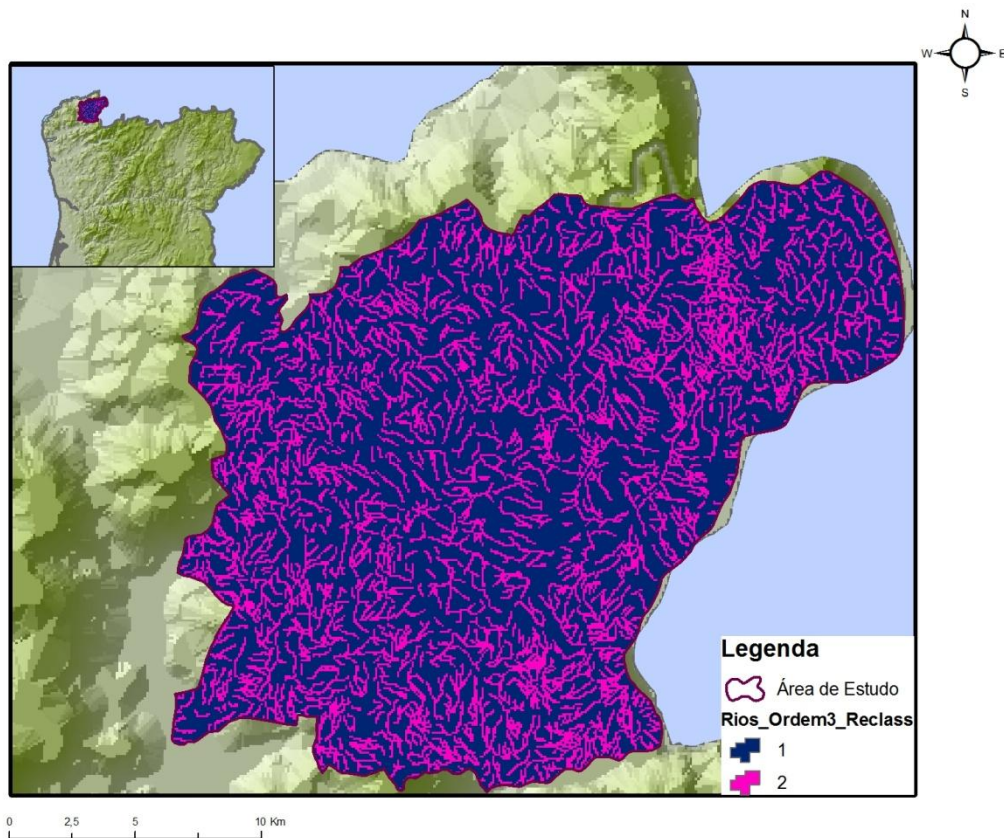 N
W E
S
Legenda
Área de Estudo
Rios_Ordem3_Reclass
1
2
0 2,5 5 10 Km